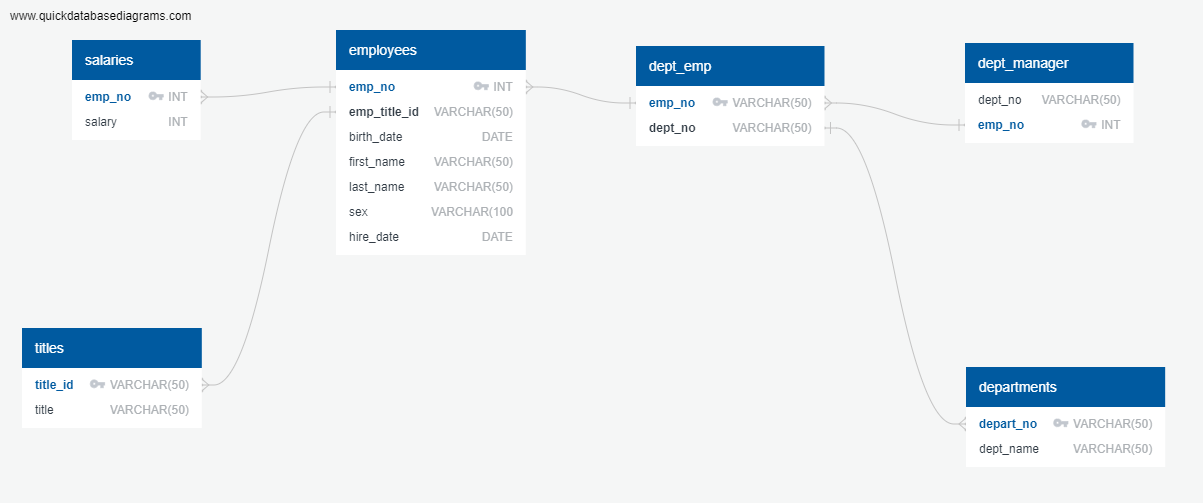 www.quickdatabasediagrams.com
salaries
emp_no INT
salary INT
employees
emp_no INT
emp_title_id VARCHAR(50)
birth_date DATE
first_name VARCHAR(50)
last_name VARCHAR(50)
sex VARCHAR(100
hire_date DATE
dept_emp
emp_no VARCHAR(50)
dept_no VARCHAR(50)
dept_manager
dept_no VARCHAR(50)
emp_no INT
titles
title_id VARCHAR(50)
title VARCHAR(50)
departments
depart_no VARCHAR(50)
dept_name VARCHAR(50)